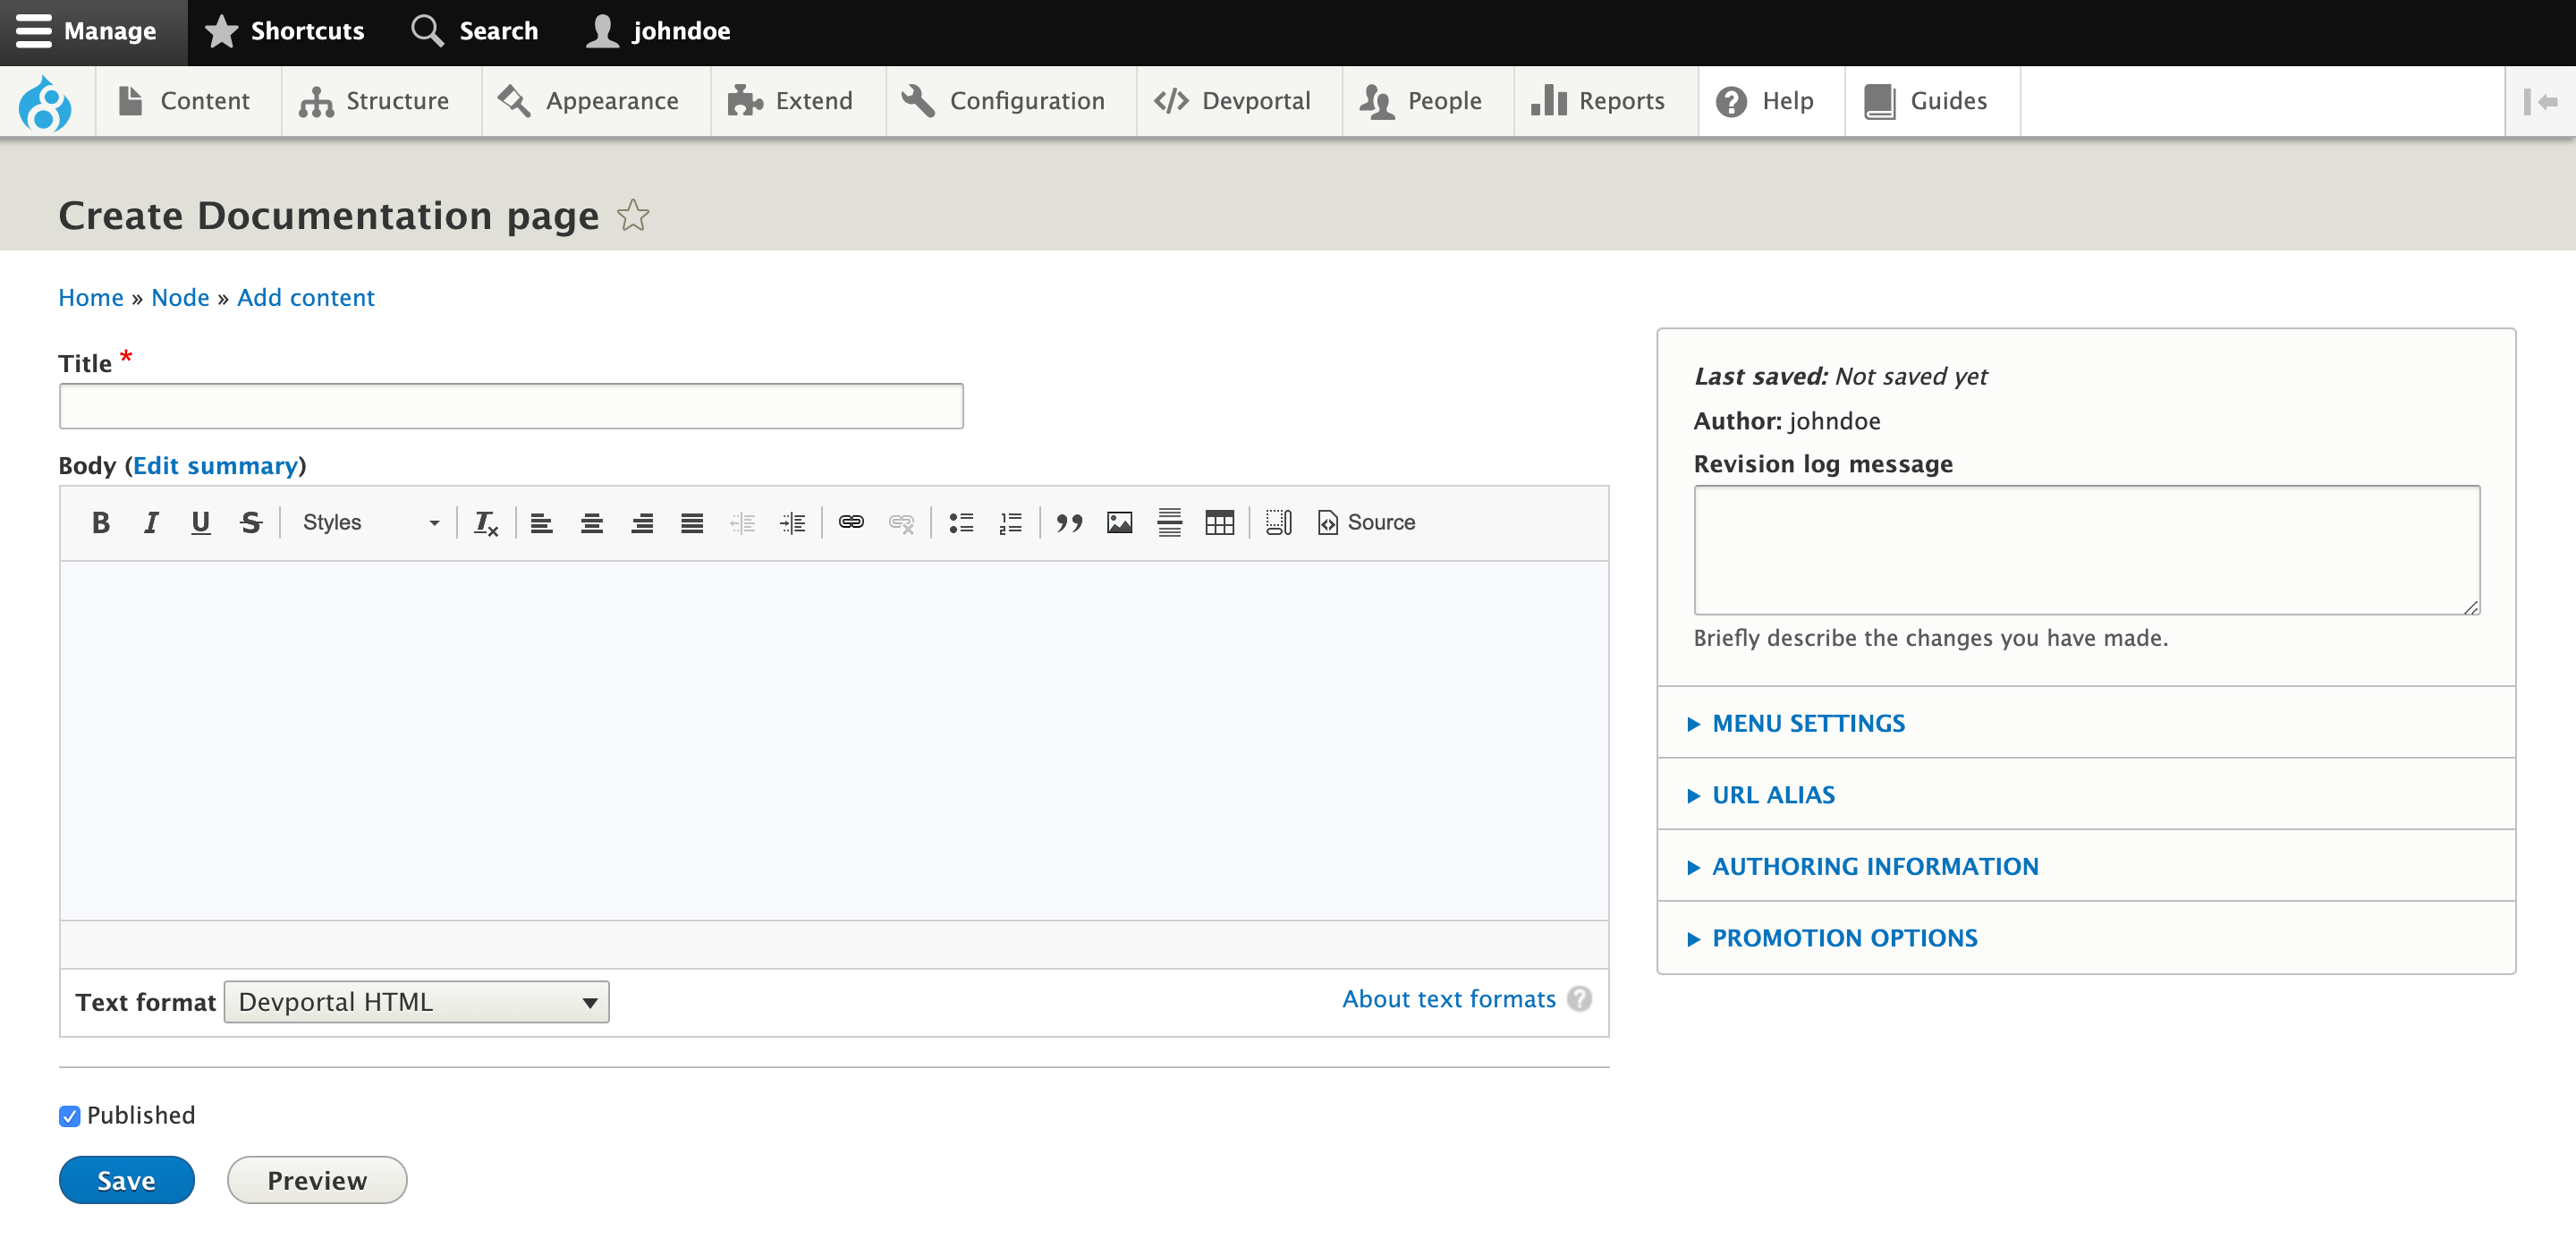 Manage Shortcuts Search johndoe
Content Structure Appearance Extend Configuration Devportal People Reports Help Guides
Create Documentation page
Home » Node » Add content
Title *
Body (Edit summary)
B I U S Styles Source
Text format Devportal HTML About text formats ?
Published
Save Preview
Last saved: Not saved yet
Author: johndoe
Revision log message
Briefly describe the changes you have made.
MENU SETTINGS
URL ALIAS
AUTHORING INFORMATION
PROMOTION OPTIONS